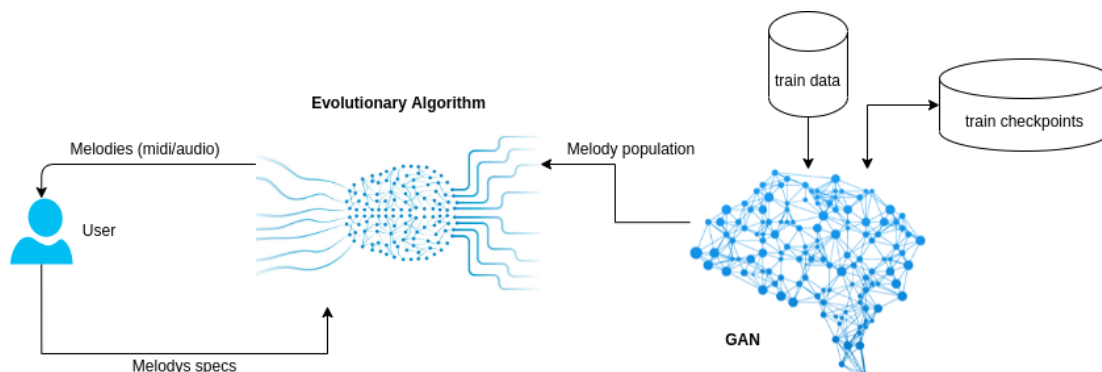 train data
train checkpoints
Evolutionary Algorithm
Melodies (midi/audio)
Melody population
User
GAN
Melodys specs